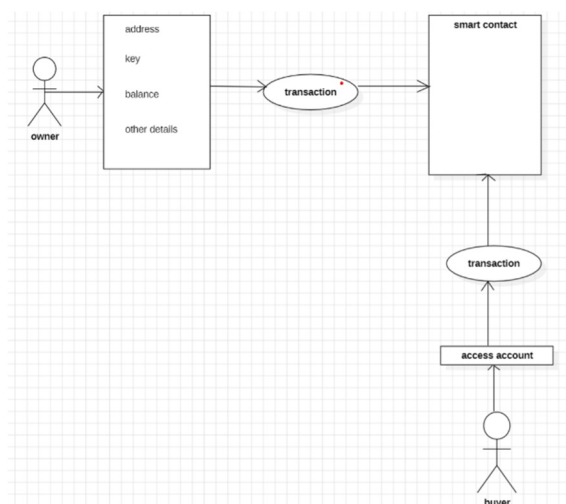 address
key
balance
other details
owner
transaction
smart contact
transaction
access account
buyer